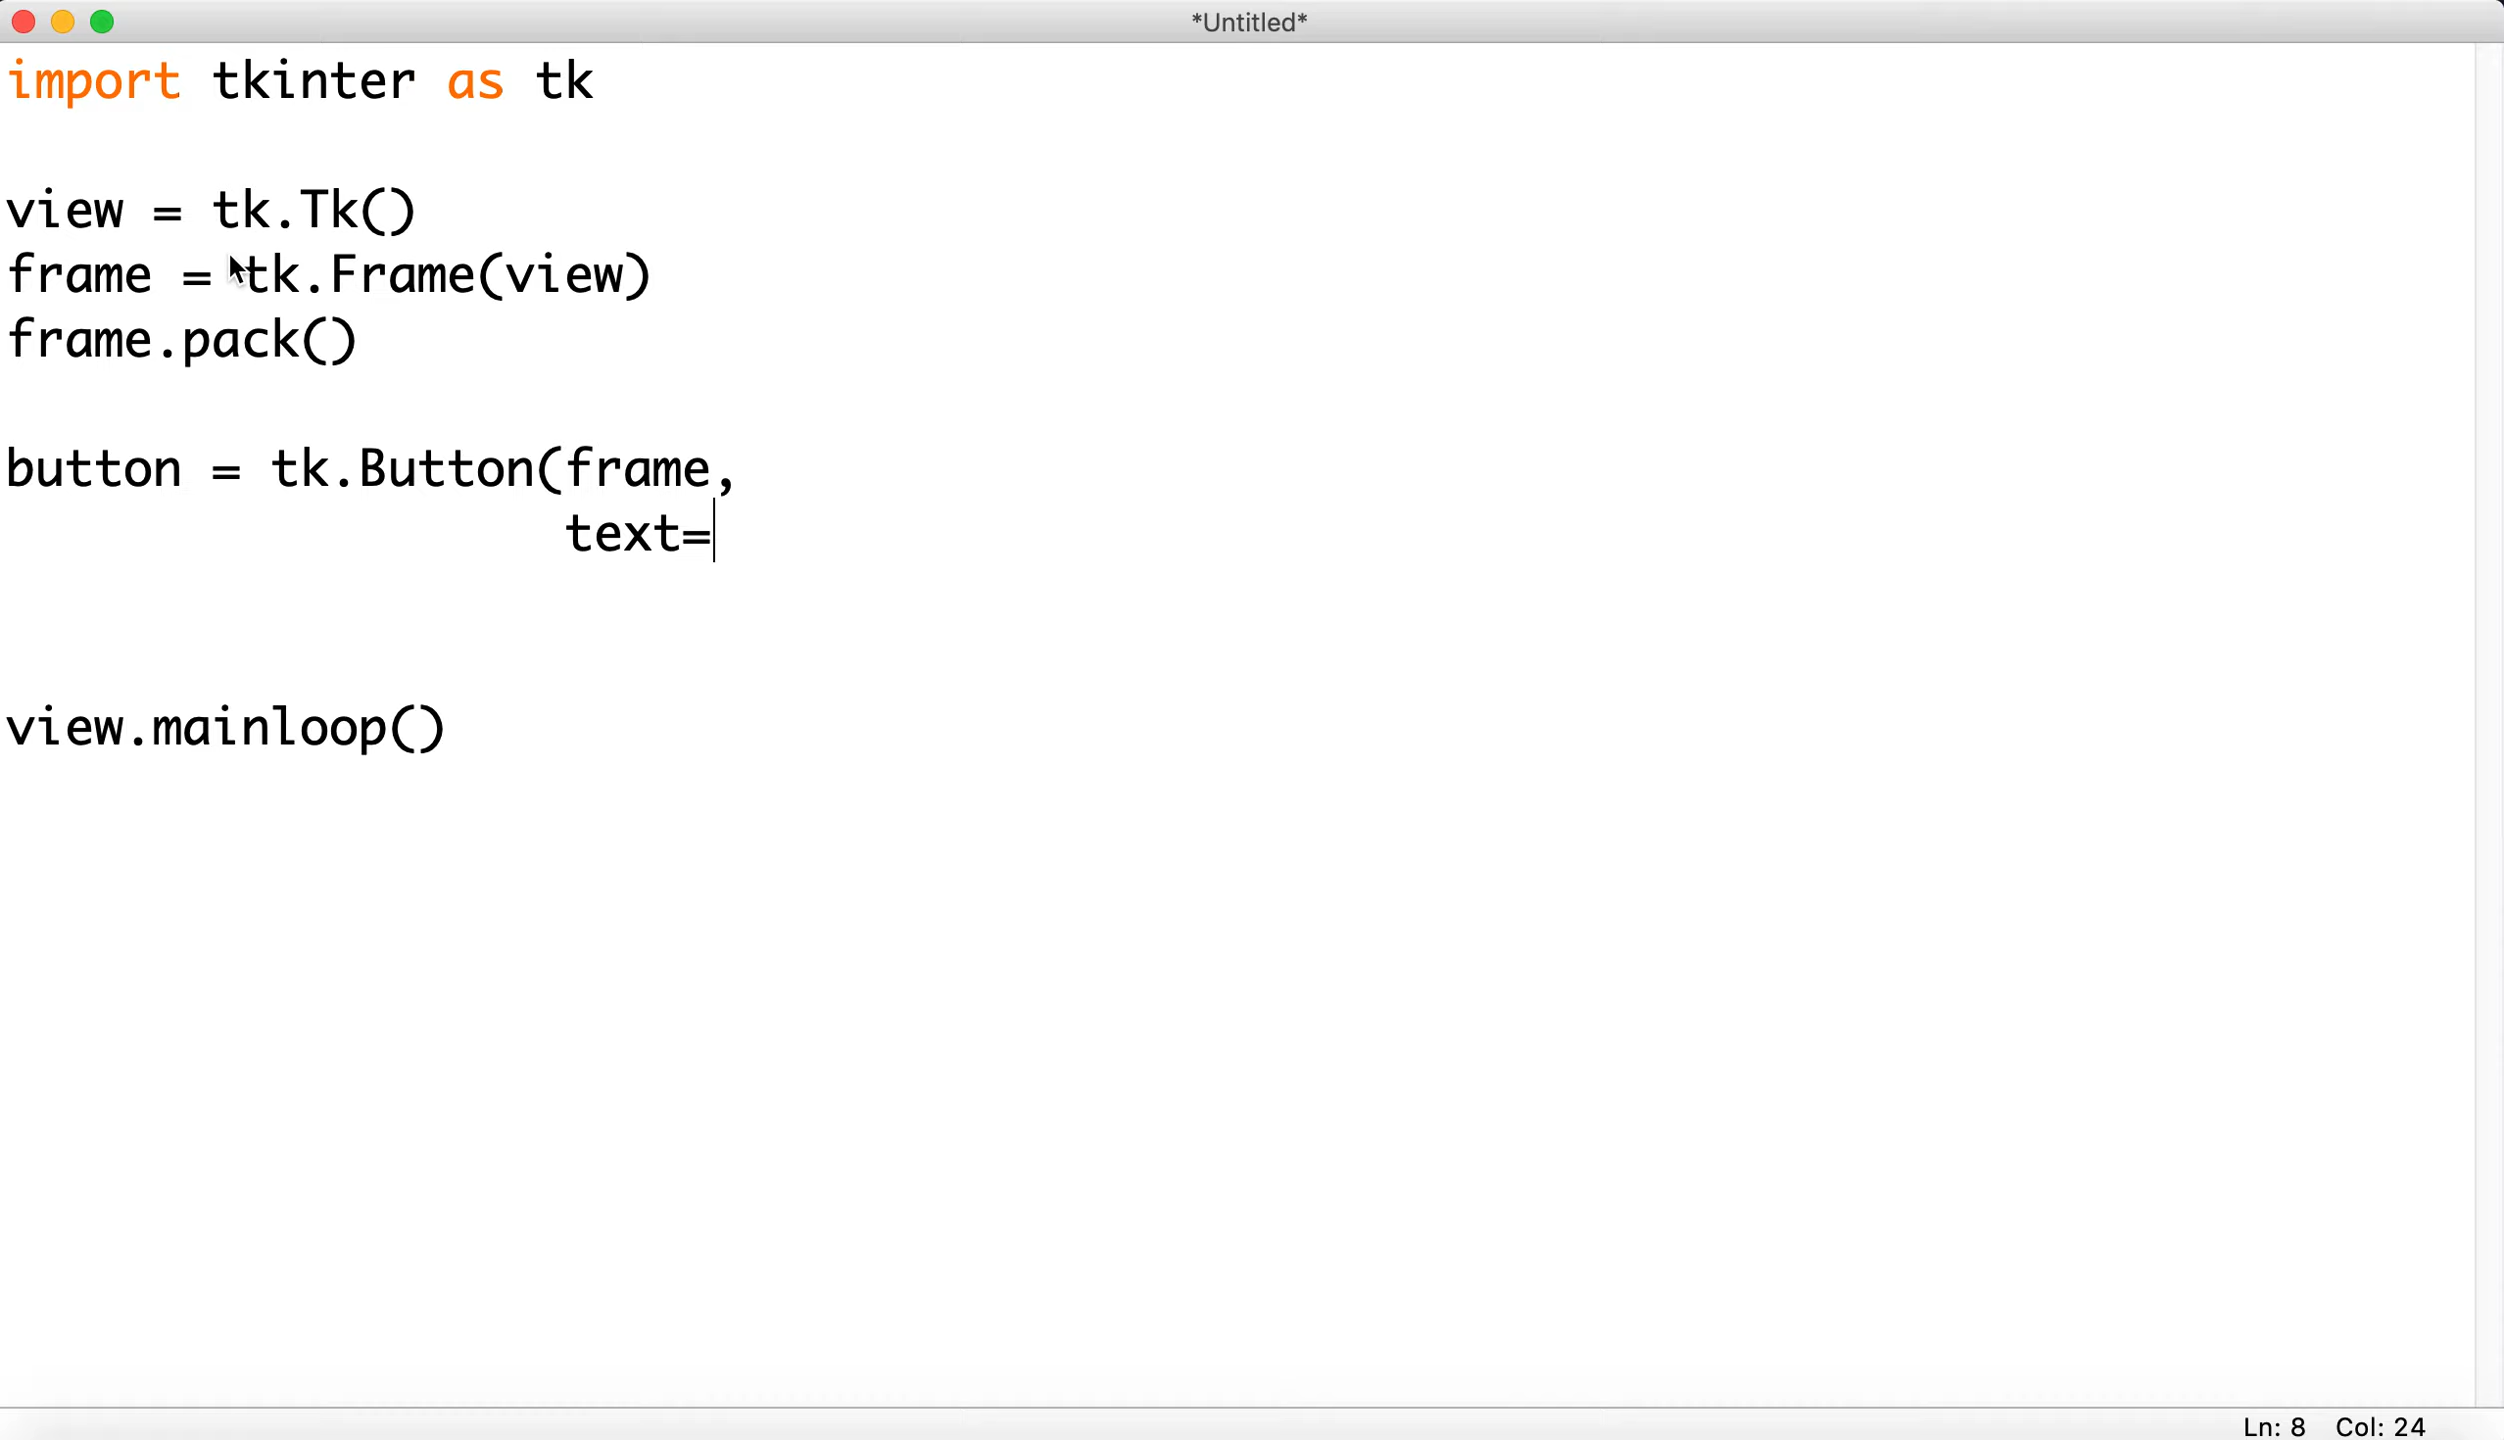 *Untitled*
import tkinter as tk
view = tk.Tk()
frame = tk.Frame(view)
frame.pack()
button = tk.Button(frame,
text=
view.mainloop()
Ln: 8 Col: 24